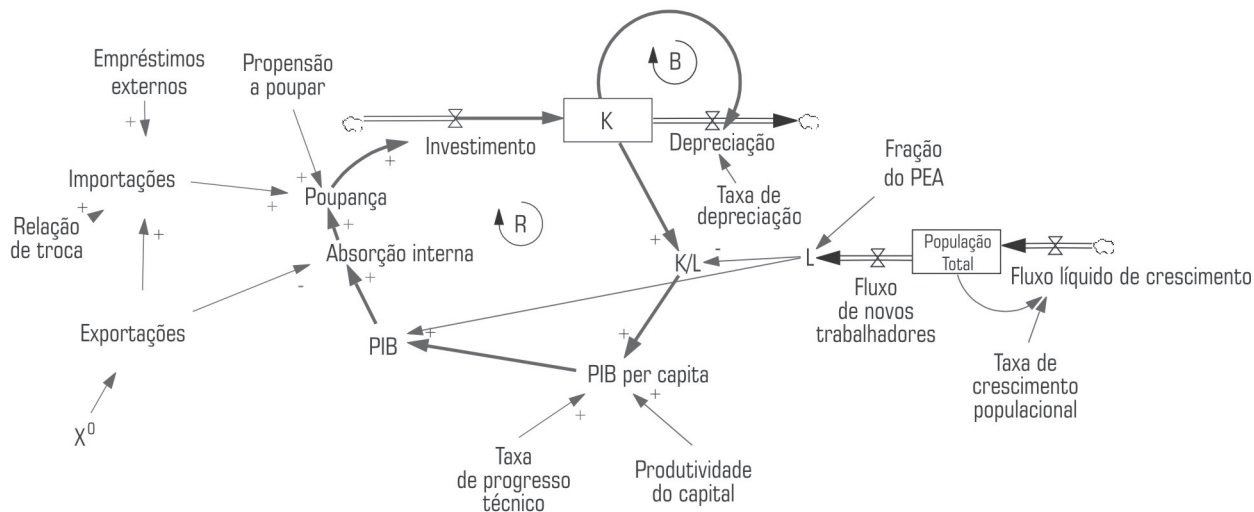 Empréstimos
externos
Propensão
a poupar
B
K
Investimento
Depreciação
Fração
do PEA
+
Importações
+
+
+
Poupança
Taxa de
depreciação
+
Relação
de troca
+
+
R
Absorção interna
+
-
K/L
L
População
Total
Fluxo líquido de crescimento
-
Fluxo
de novos
trabalhadores
Exportações
PIB
+
+
PIB per capita
Taxa de
crescimento
populacional
X⁰
+
+
Taxa
de progresso
técnico
Produtividade
do capital